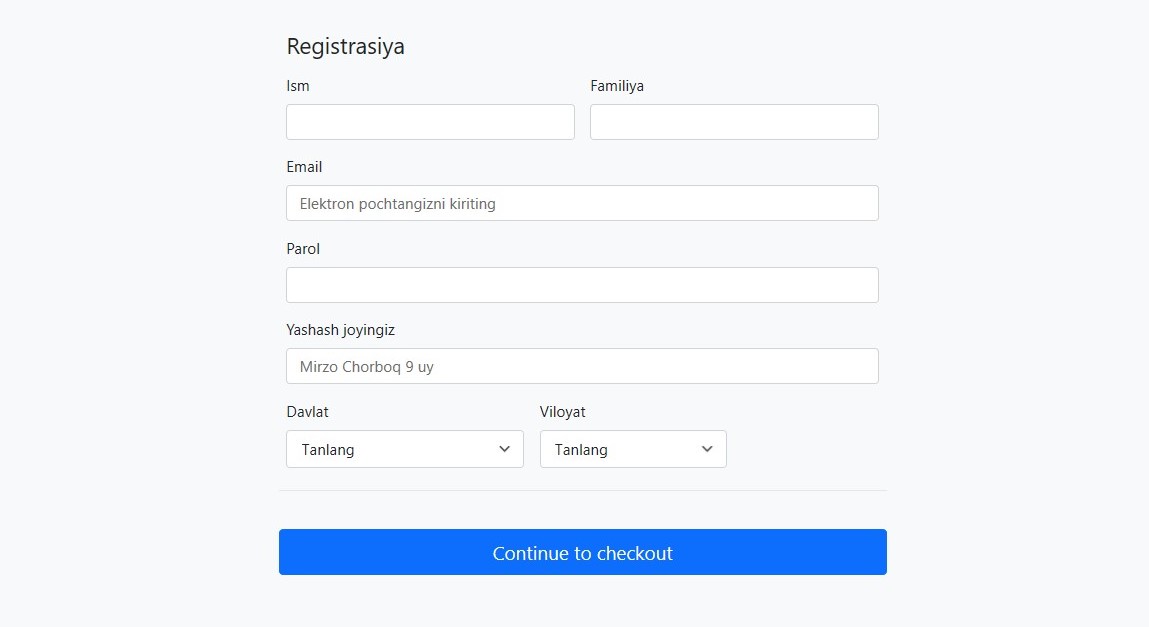 Registrasiya
Ism Familiya
Email
Elektron pochtangizni kiriting
Parol
Yashash joyingiz
Mirzo Chorboq 9 uy
Davlat Viloyat
Tanlang Tanlang
Continue to checkout